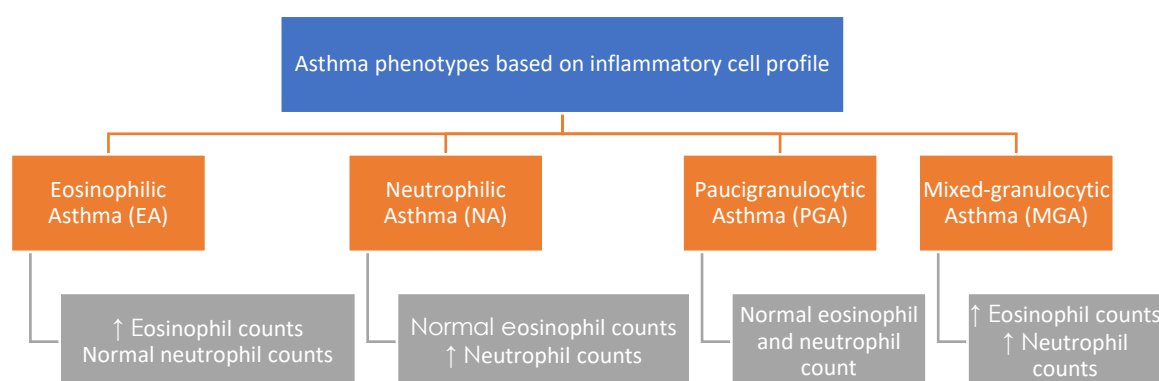 Asthma phenotypes based on inflammatory cell profile
Eosinophilic
Asthma (EA)
Neutrophilic
Asthma (NA)
Paucigranulocytic
Asthma (PGA)
Mixed-granulocytic
Asthma (MGA)
↑ Eosinophil counts
Normal neutrophil counts
Normal eosinophil counts
↑ Neutrophil counts
Normal eosinophil
and neutrophil
count
↑ Eosinophil counts
↑ Neutrophil
counts